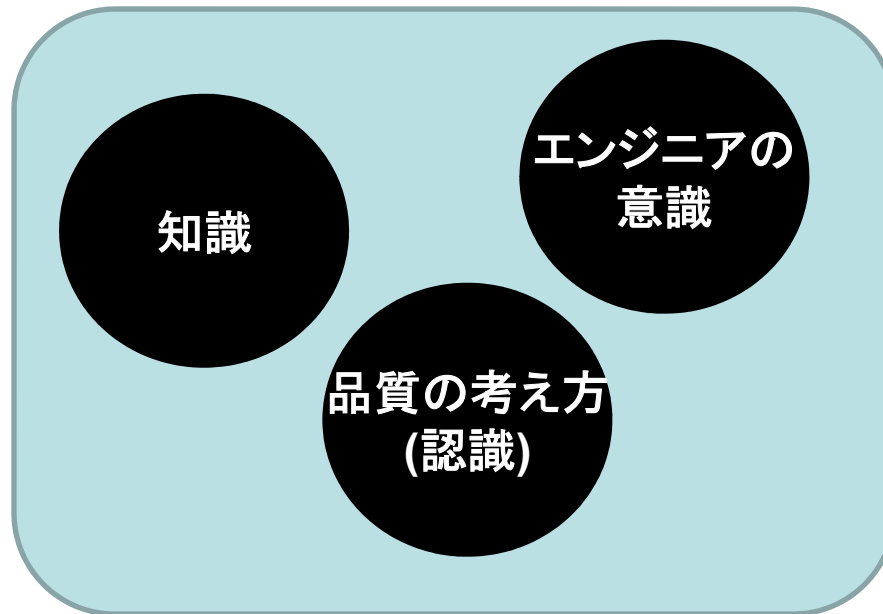 知識
エンジニアの
意識
品質の考え方
(認識)